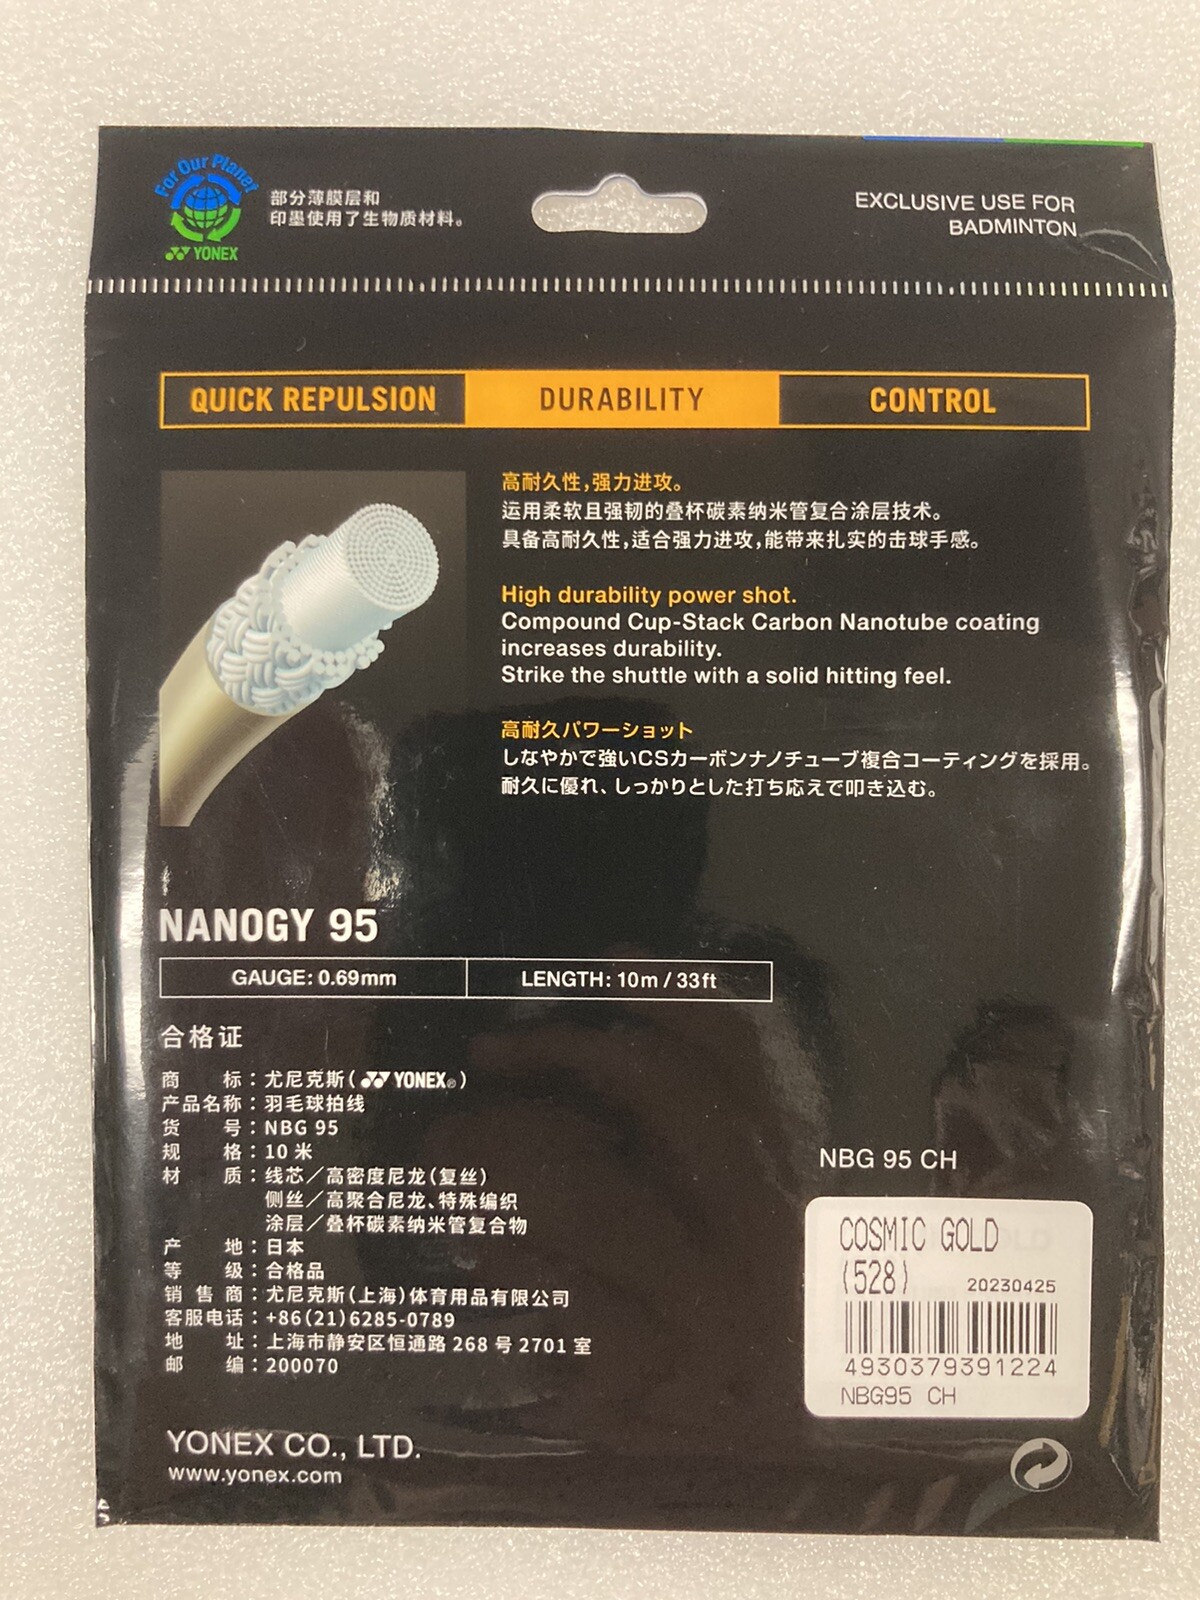 For Our Planet
YONEX
部分薄膜层和
印墨使用了生物质材料。
EXCLUSIVE USE FOR
BADMINTON
QUICK REPULSION
DURABILITY
CONTROL
高耐久性,强力进攻。
运用柔软且强韧的叠杯碳素纳米管复合涂层技术。
具备高耐久性,适合强力进攻,能带来扎实的击球手感。
High durability power shot.
Compound Cup-Stack Carbon Nanotube coating
increases durability.
Strike the shuttle with a solid hitting feel.
高耐久パワーショット
しなやかで強いCSカーボンナノチューブ複合コーティングを採用。
耐久に優れ、しっかりとした打ち応えで叩き込む。
NANOGY 95
GAUGE: 0.69mm
LENGTH: 10m / 33ft
合格证
商 标：尤尼克斯(YONEX®)
产品名称：羽毛球拍线
货 号：NBG 95
规 格：10 米
材 质：线芯／高密度尼龙(复丝)
侧丝／高聚合尼龙、特殊编织
涂层／叠杯碳素纳米管复合物
产 地：日本
等 级：合格品
销 售 商：尤尼克斯(上海)体育用品有限公司
客服电话：+86(21)6285-0789
地 址：上海市静安区恒通路 268 号 2701 室
邮 编：200070
YONEX CO., LTD.
www.yonex.com
NBG 95 CH
COSMIC GOLD
(528)
20230425
4930379391224
NBG95 CH